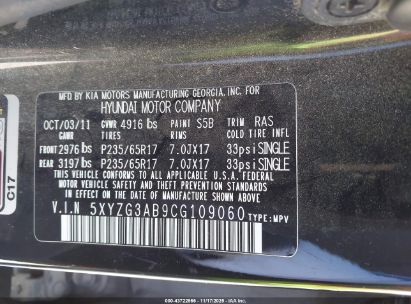 MFD BY KIA MOTORS MANUFACTURING GEORGIA, INC. FOR
HYUNDAI MOTOR COMPANY
OCT/03/11 GVWR 4916 lbs PAINT S5B TRIM RAS
GAWR TIRES RIMS COLD TIRE INFL
FRONT 2976 lbs P235/65R17 7.0JX17 33psi SINGLE
REAR 3197 lbs P235/65R17 7.0JX17 33psi SINGLE
THIS VEHICLE CONFORMS TO ALL APPLICABLE
U.S.A. FEDERAL MOTOR VEHICLE SAFETY AND
THEFT PREVENTION STANDARDS IN EFFECT ON
THE DATE OF MANUFACTURE SHOWN ABOVE.
V.I.N 5XYZG3AB9CG109060 TYPE:MPV
C17
11/17/2025